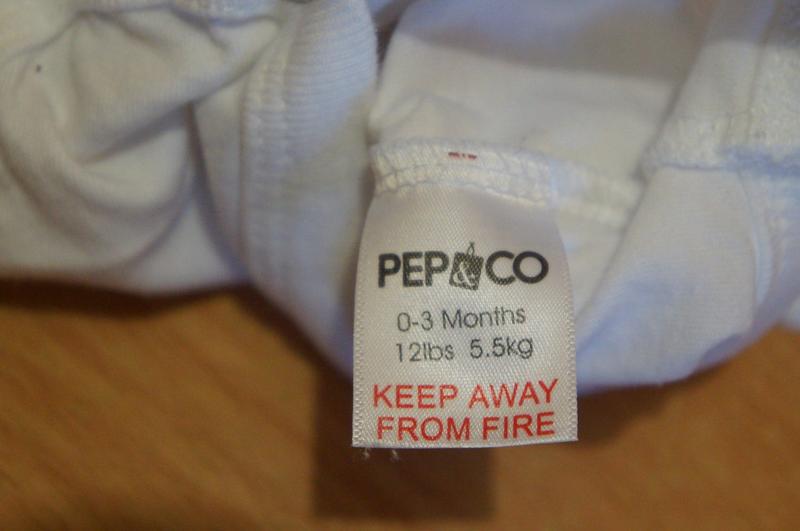 PEP&CO
0-3 Months
12lbs 5.5kg
KEEP AWAY
FROM FIRE